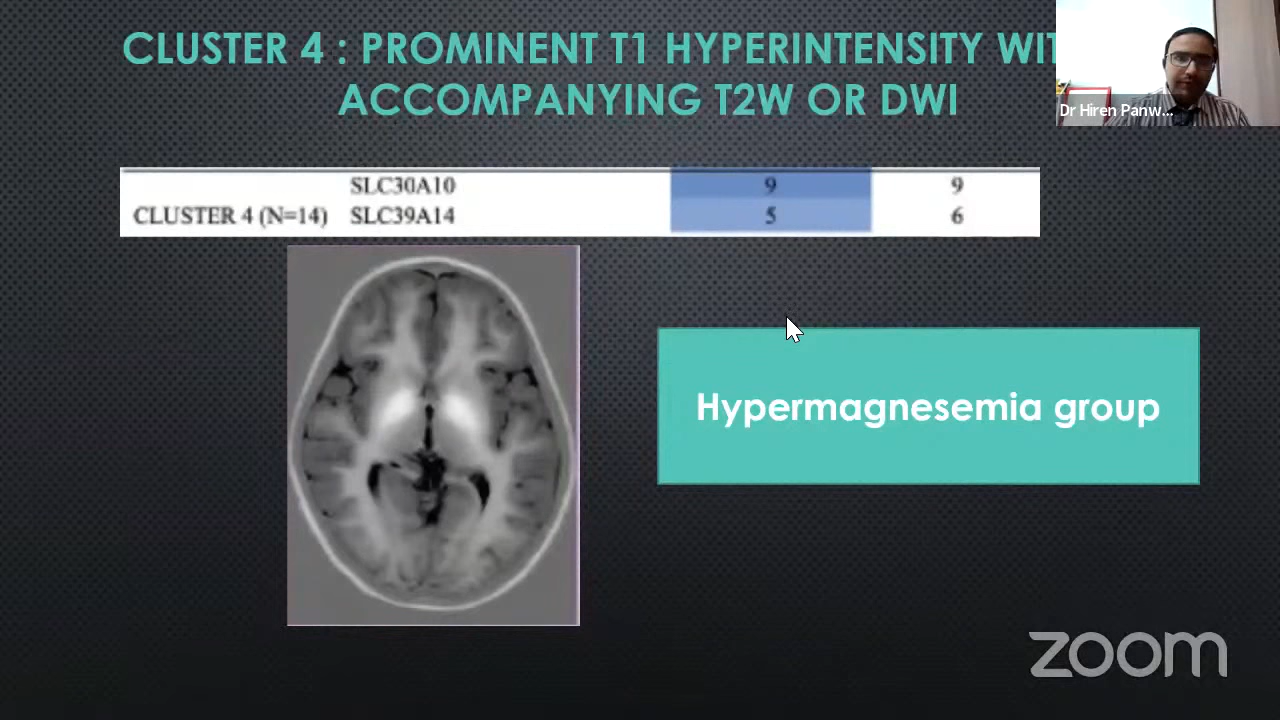 CLUSTER 4 : PROMINENT T1 HYPERINTENSITY
ACCOMPANYING T2W OR DWI
Dr Hiren Panw...
SLC30A10 9 9
CLUSTER 4 (N=14) SLC39A14 5 6
Hypermagnesemia group
zoom